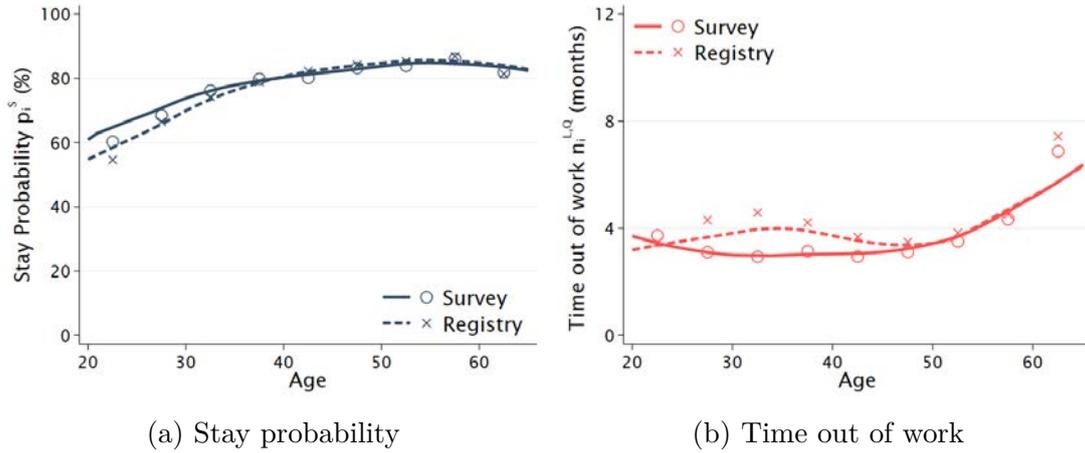 100
80
60
40
20
0
Stay Probability pᵢˢ (%)
20 30 40 50 60
Age
Survey
Registry
(a) Stay probability
12
8
4
0
Time out of work nᵢᴸ,Q (months)
20 30 40 50 60
Age
Survey
Registry
(b) Time out of work